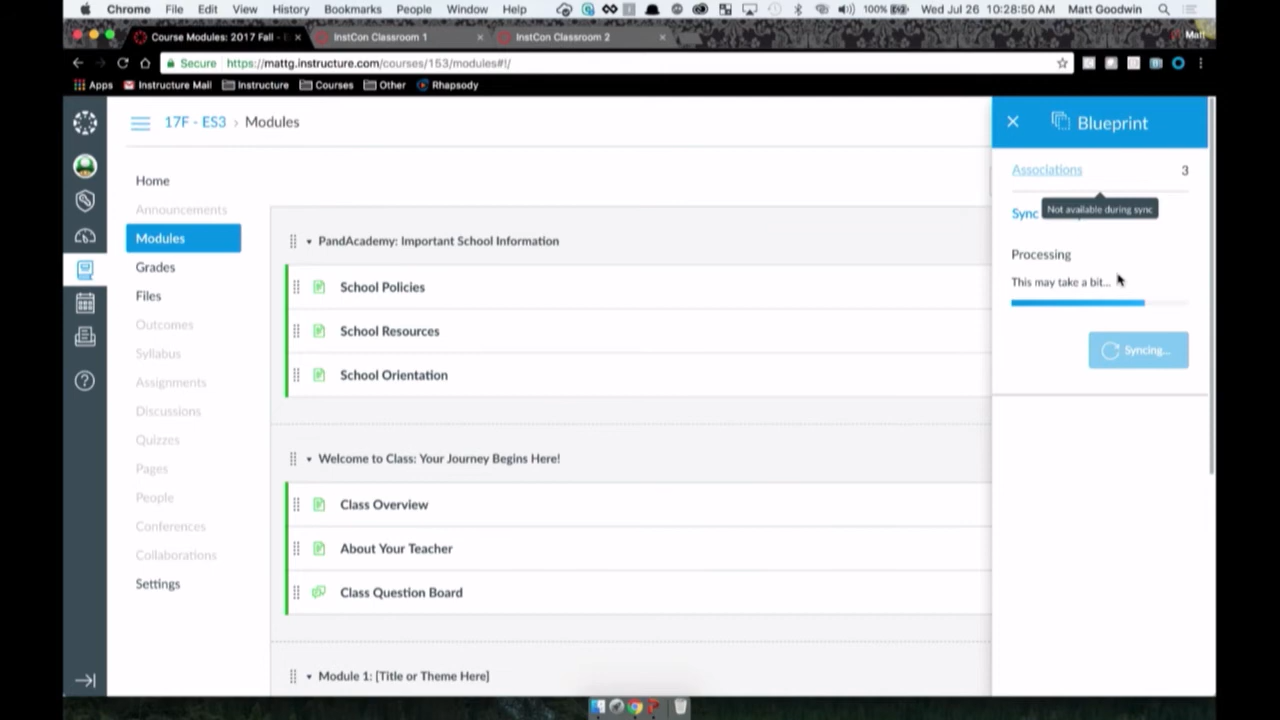 Chrome File Edit View History Bookmarks People Window Help 100% Wed Jul 26 10:28:50 AM Matt Goodwin
Course Modules: 2017 Fall - InstCon Classroom 1 InstCon Classroom 2 Matt
Secure https://mattg.instructure.com/courses/153/modules#!/
Apps Instructure Mail Instructure Courses Other Rhapsody
17F - ES3 › Modules
Blueprint
Associations 3
Not available during sync
Sync
Processing
This may take a bit...
Syncing...
Home
Announcements
Modules
Grades
Files
Outcomes
Syllabus
Assignments
Discussions
Quizzes
Pages
People
Conferences
Collaborations
Settings
PandAcademy: Important School Information
School Policies
School Resources
School Orientation
Welcome to Class: Your Journey Begins Here!
Class Overview
About Your Teacher
Class Question Board
Module 1: [Title or Theme Here]